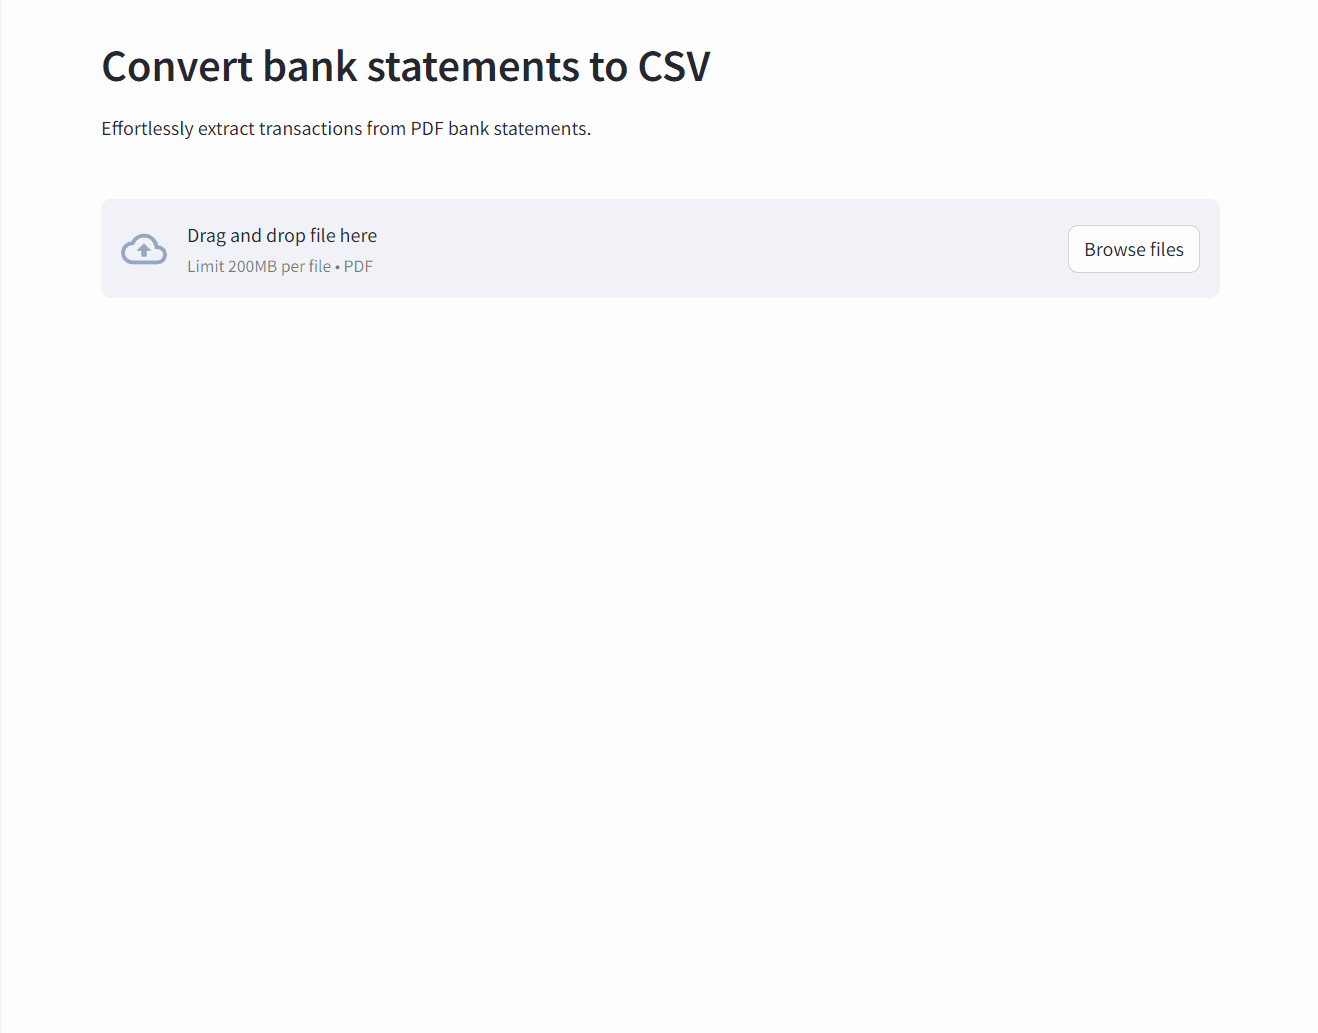 Convert bank statements to CSV
Effortlessly extract transactions from PDF bank statements.
Drag and drop file here
Limit 200MB per file • PDF
Browse files